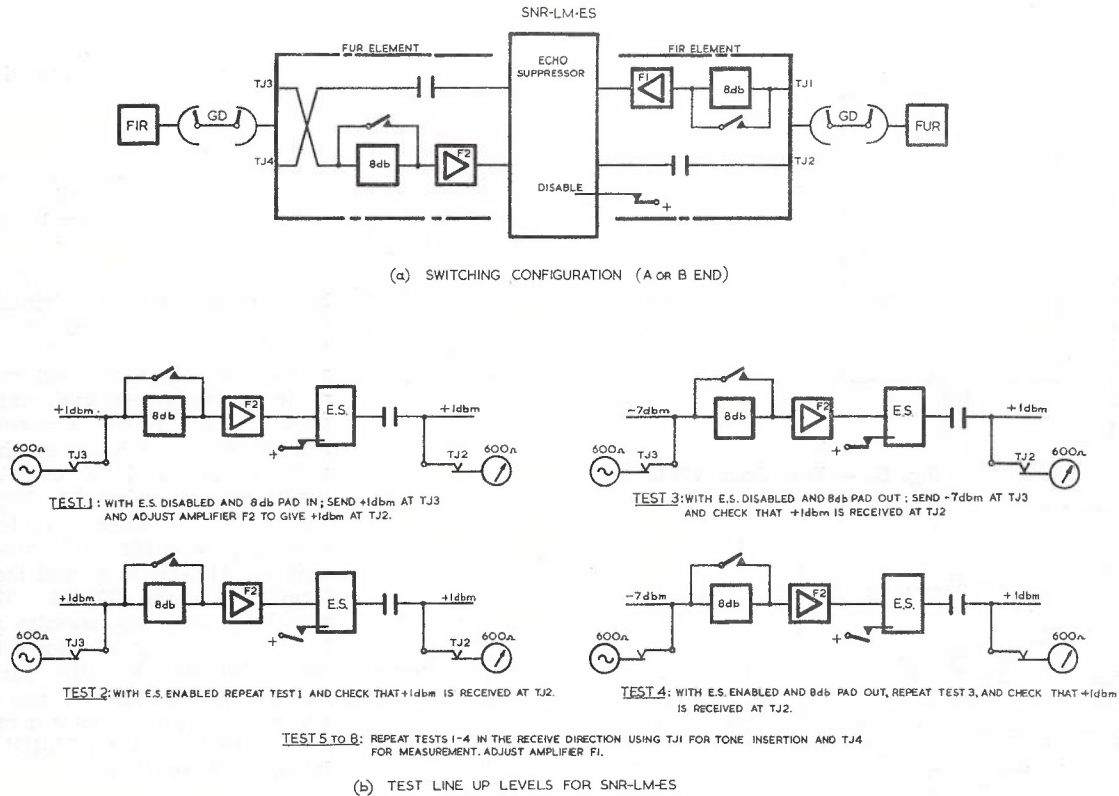 SNR-LM-ES
FUR ELEMENT
FIR ELEMENT
ECHO
SUPPRESSOR
TJ3
F1
8db
TJ1
FIR
GD
GD
FUR
TJ4
8db
F2
TJ2
DISABLE
+
(a) SWITCHING CONFIGURATION (A OR B END)
+1dbm
8db
F2
E.S.
+1dbm
600Ω
TJ3
+
TJ2
600Ω
TEST.1: WITH E.S. DISABLED AND 8db PAD IN; SEND +1dbm AT TJ3
AND ADJUST AMPLIFIER F2 TO GIVE +1dbm AT TJ2.
-7dbm
8db
F2
E.S.
+1dbm
600Ω
TJ3
+
TJ2
600Ω
TEST 3: WITH E.S. DISABLED AND 8db PAD OUT; SEND -7dbm AT TJ3
AND CHECK THAT +1dbm IS RECEIVED AT TJ2
+1dbm
8db
F2
E.S.
+1dbm
600Ω
TJ3
+
TJ2
600Ω
TEST 2: WITH E.S. ENABLED REPEAT TEST 1 AND CHECK THAT +1dbm IS RECEIVED AT TJ2.
-7dbm
8db
F2
E.S.
+1dbm
600Ω
+
600Ω
TEST 4: WITH E.S. ENABLED AND 8db PAD OUT, REPEAT TEST 3, AND CHECK THAT +1dbm
IS RECEIVED AT TJ2.
TEST 5 TO 8: REPEAT TESTS 1-4 IN THE RECEIVE DIRECTION USING TJ1 FOR TONE INSERTION AND TJ4
FOR MEASUREMENT. ADJUST AMPLIFIER F1.
(b) TEST LINE UP LEVELS FOR SNR-LM-ES